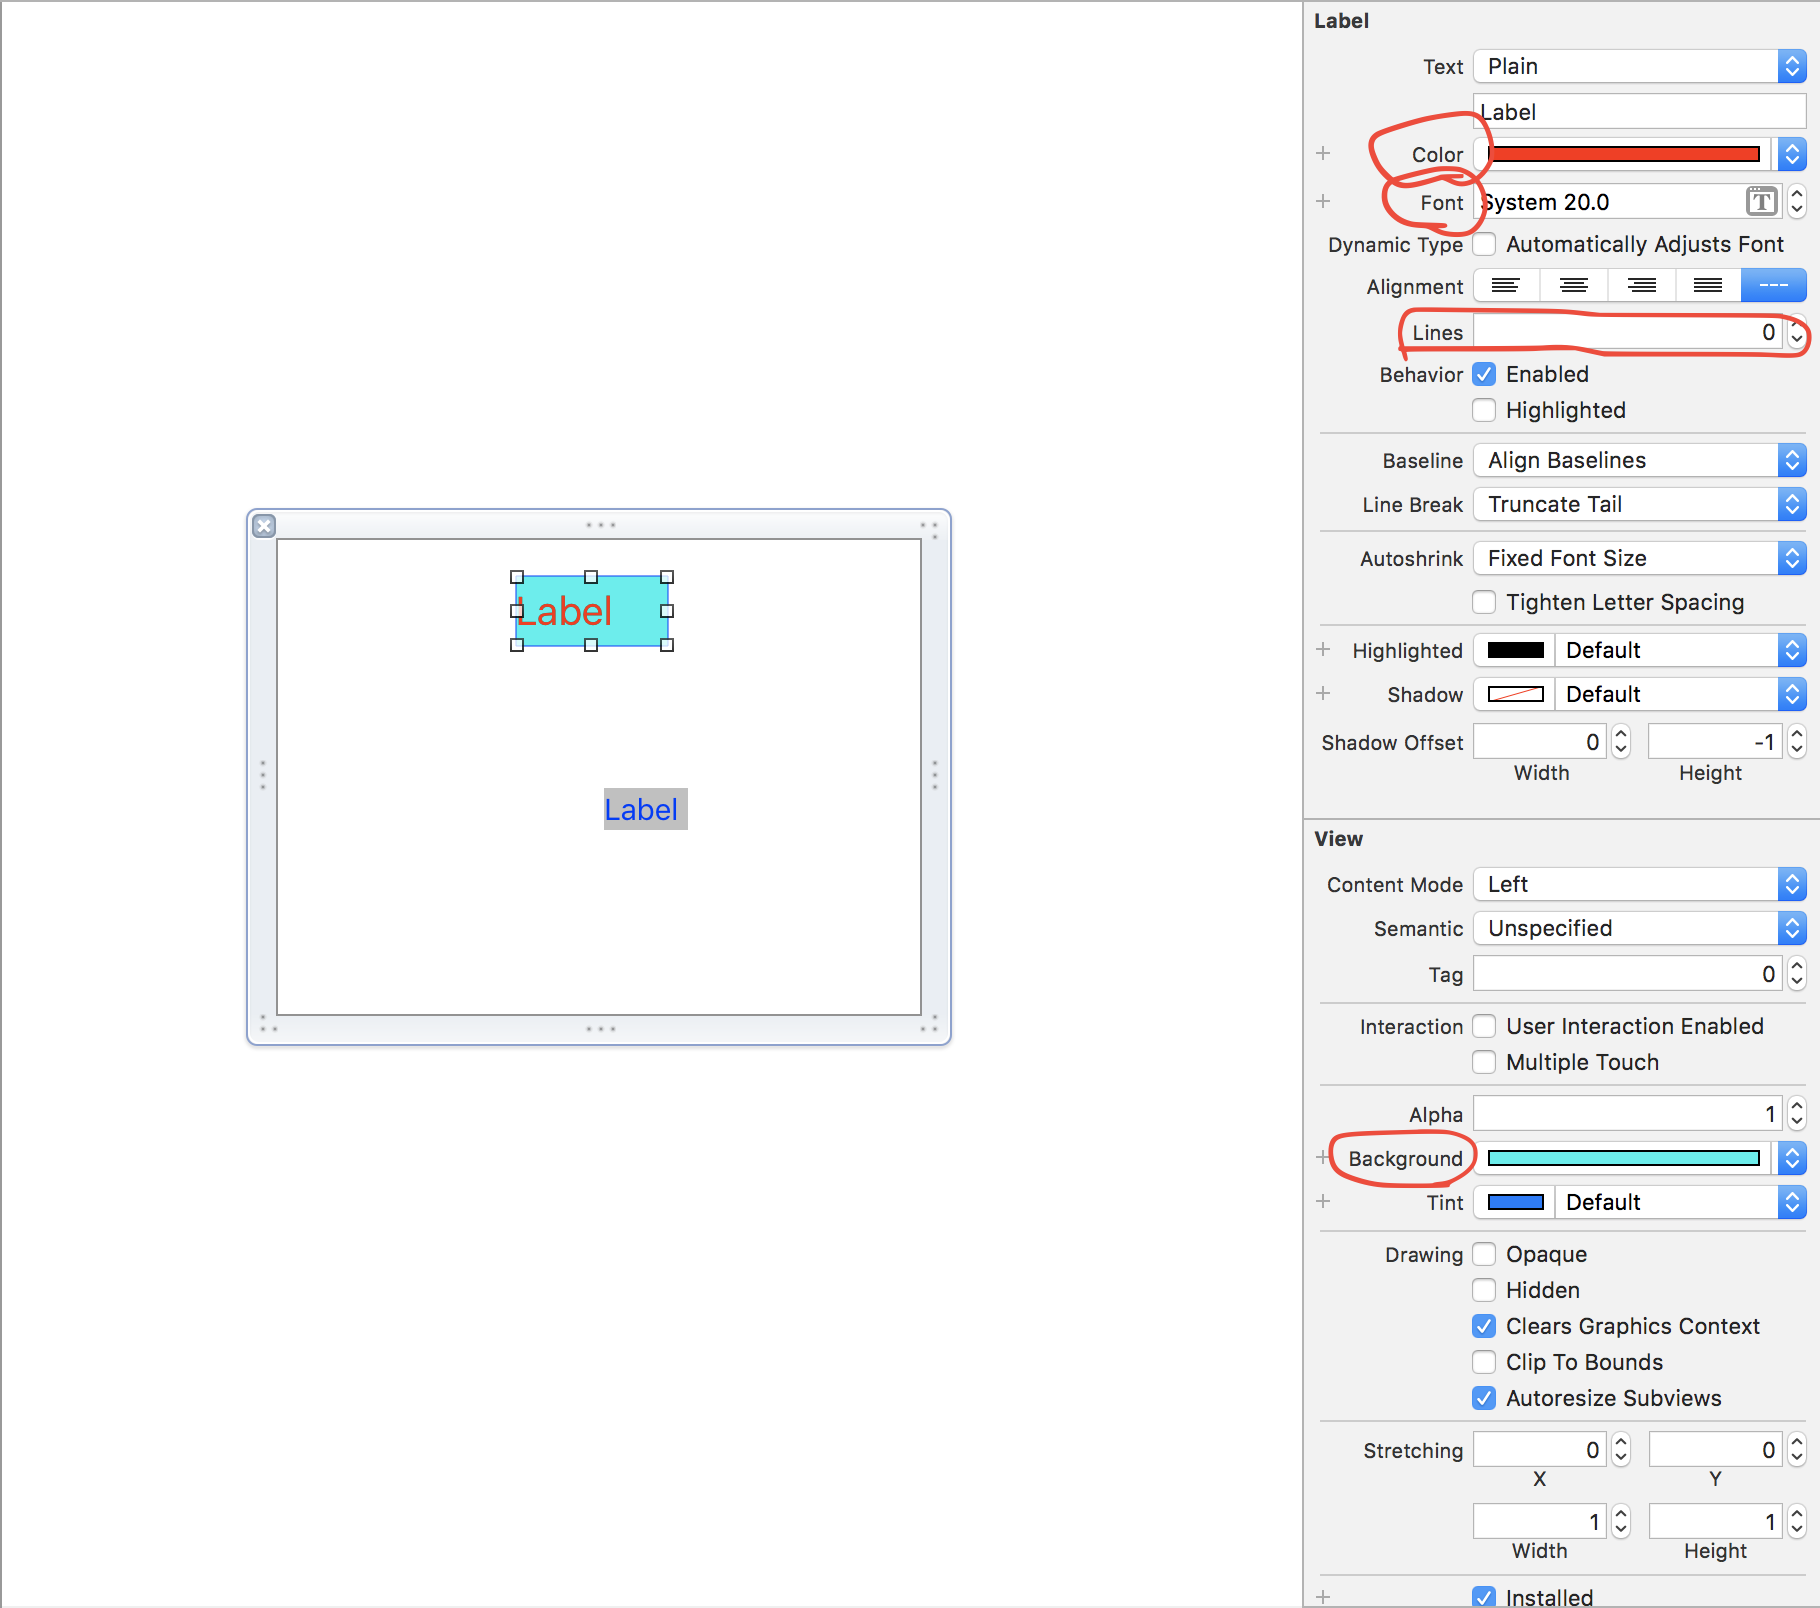 Label
Text Plain
Label
Color
Font System 20.0 T
Dynamic Type Automatically Adjusts Font
Alignment
Lines 0
Behavior Enabled
Highlighted
Baseline Align Baselines
Line Break Truncate Tail
Autoshrink Fixed Font Size
Tighten Letter Spacing
Highlighted Default
Shadow Default
Shadow Offset 0 -1
Width Height
View
Content Mode Left
Semantic Unspecified
Tag 0
Interaction User Interaction Enabled
Multiple Touch
Alpha 1
Background
Tint Default
Drawing Opaque
Hidden
Clears Graphics Context
Clip To Bounds
Autoresize Subviews
Stretching 0 0
X Y
1 1
Width Height
Installed
Label
Label